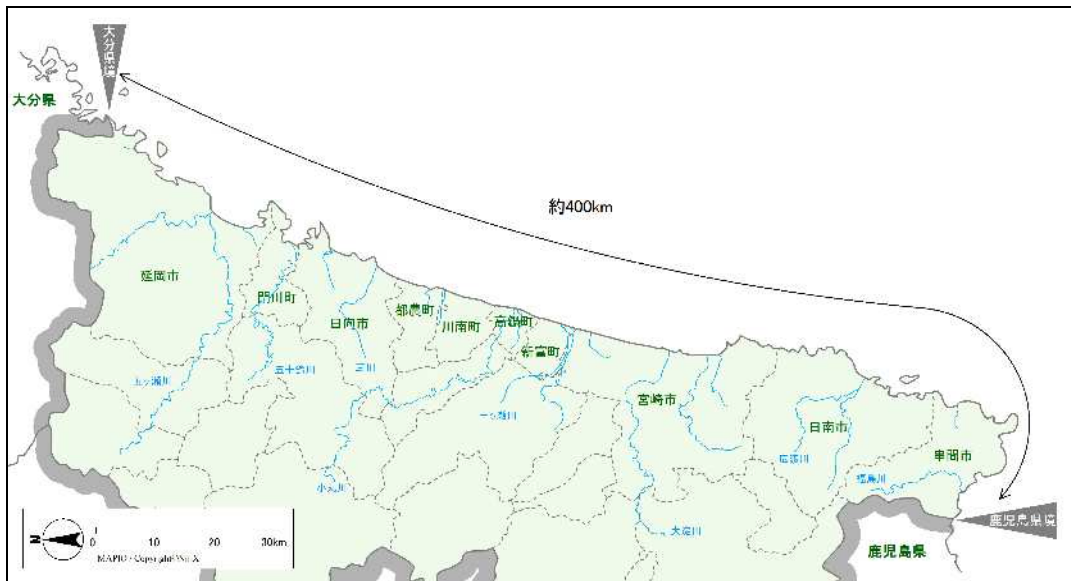 大分県境
大分県
約400km
延岡市
門川町
日向市
都農町
川南町
高鍋町
新富町
宮崎市
日南市
串間市
五ヶ瀬川
五十鈴川
耳川
小丸川
一ッ瀬川
大淀川
広渡川
福島川
鹿児島県境
鹿児島県
N
0 10 20 30km